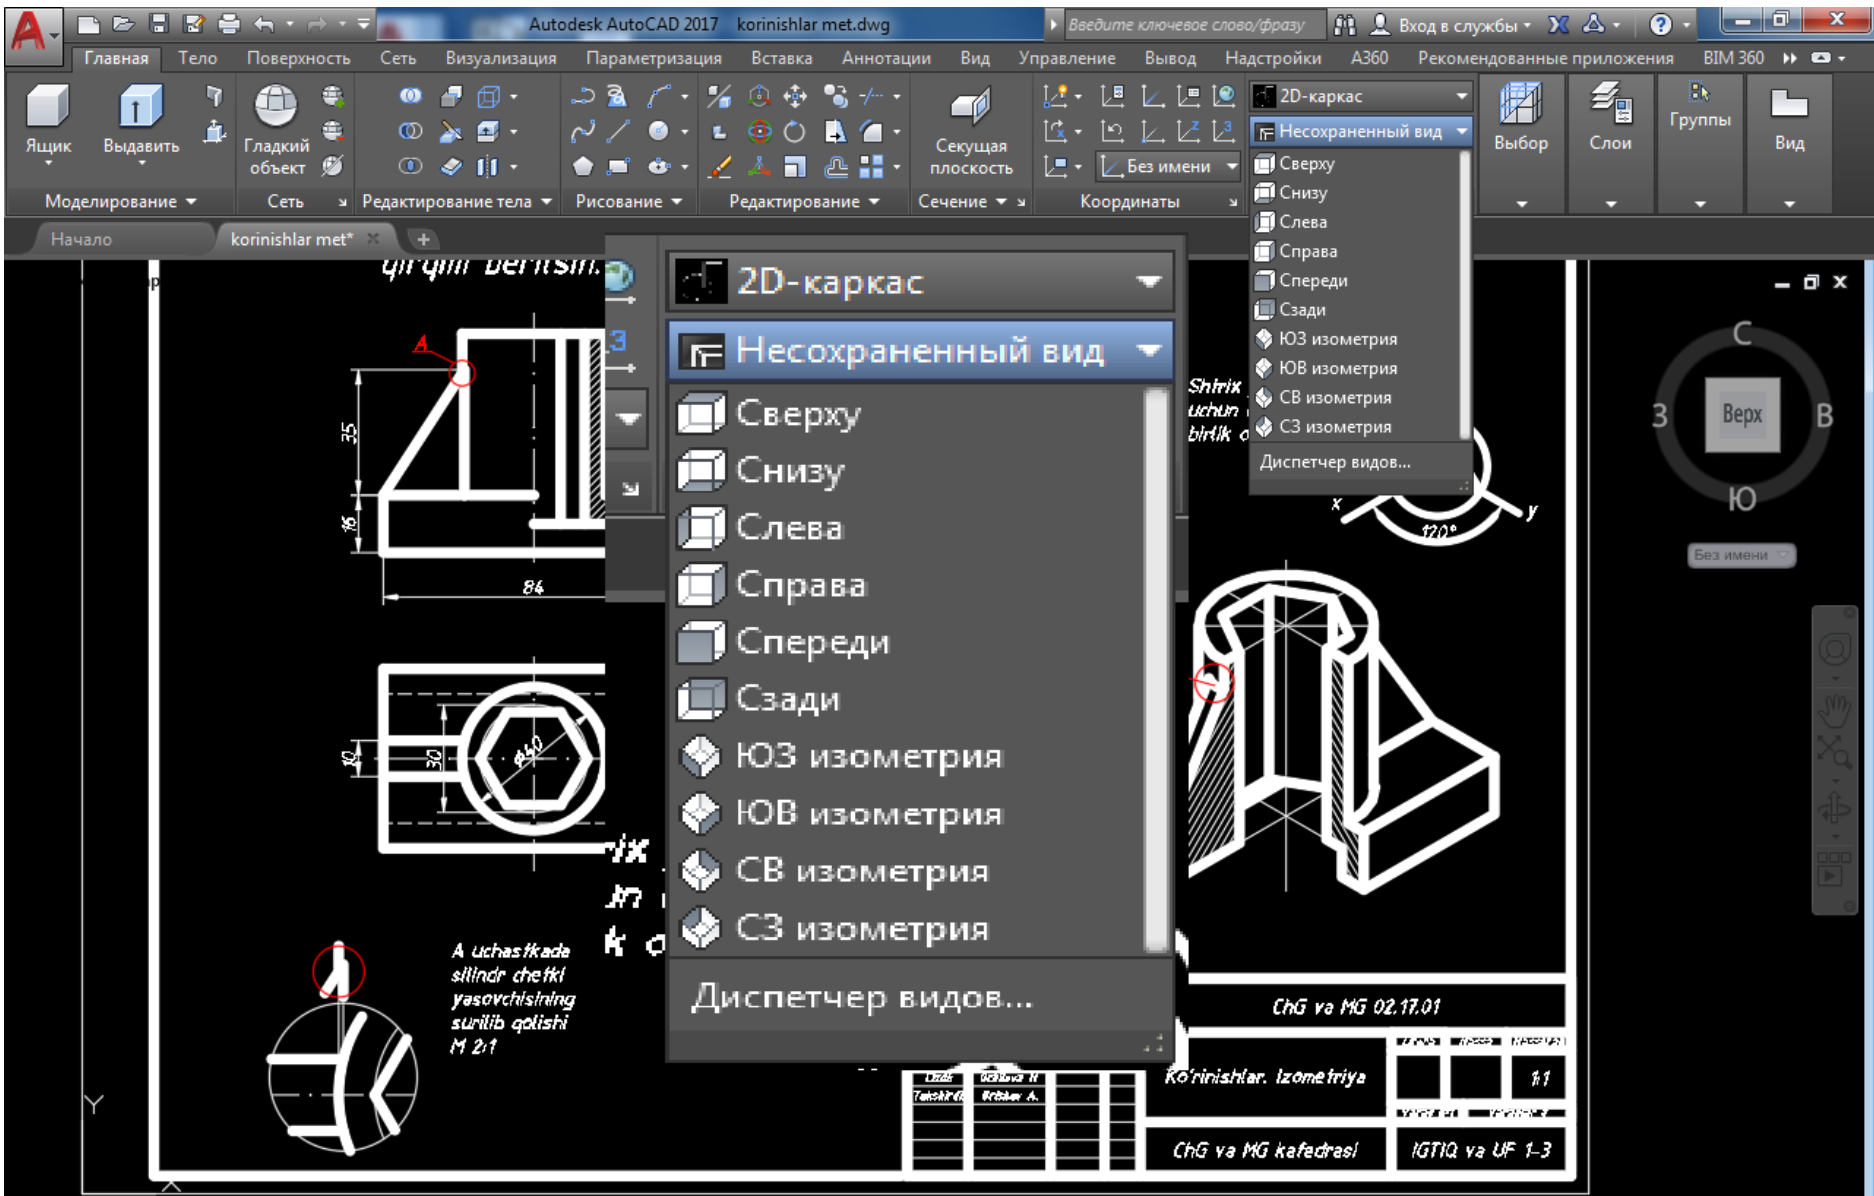 Autodesk AutoCAD 2017 korinishlar met.dwg
Введите ключевое слово/фразу
Вход в службы
Главная Тело Поверхность Сеть Визуализация Параметризация Вставка Аннотации Вид Управление Вывод Надстройки A360 Рекомендованные приложения BIM 360
Ящик
Выдавить
Гладкий
объект
Секущая
плоскость
Без имени
2D-каркас
Несохраненный вид
Выбор
Слои
Группы
Вид
Моделирование
Сеть
Редактирование тела
Рисование
Редактирование
Сечение
Координаты
Сверху
Снизу
Слева
Справа
Спереди
Сзади
ЮЗ изометрия
ЮВ изометрия
СВ изометрия
СЗ изометрия
Диспетчер видов...
Начало
korinishlar met*
2D-каркас
Несохраненный вид
Сверху
Снизу
Слева
Справа
Спереди
Сзади
ЮЗ изометрия
ЮВ изометрия
СВ изометрия
СЗ изометрия
Диспетчер видов...
3
A
35
16
84
10
30
ϕ40
Shtrix
uchun
birlik
x
y
120°
С
З
Верх
В
Ю
Без имени
A uchastkada
silindr chetki
yasovchisining
surilib qolishi
M 2:1
ChG va MG 02.17.01
Ko'rinishlar. Izometriya
1:1
ChG va MG kafedrasi
IGTIQ va UF 1-3
Y